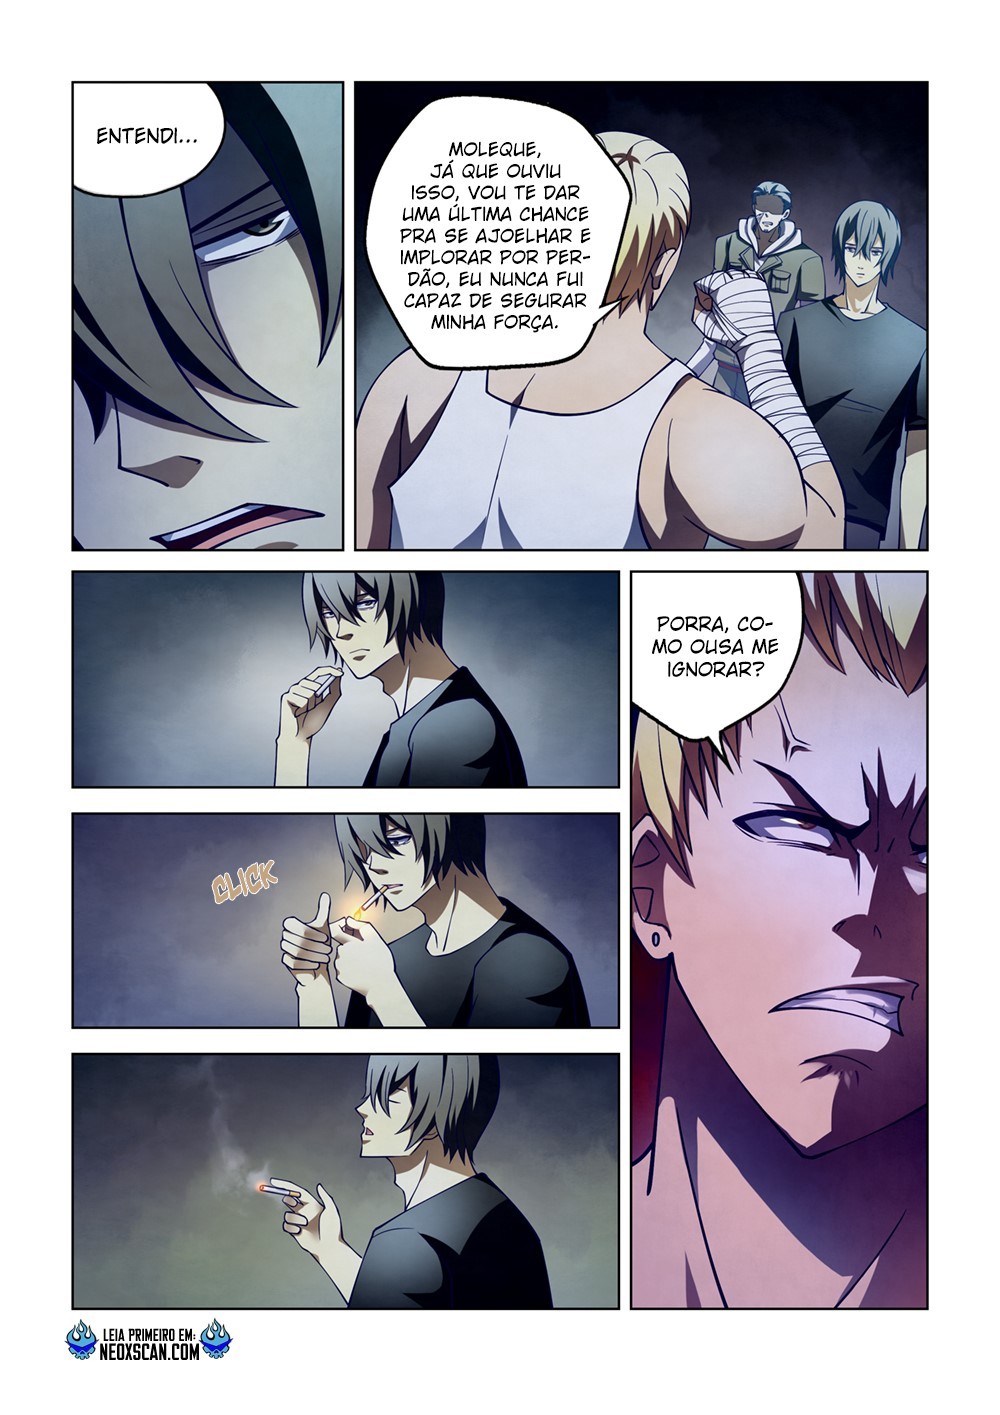 ENTENDI...
MOLEQUE,
JÁ QUE OUVIU
ISSO, VOU TE DAR
UMA ÚLTIMA CHANCE
PRA SE AJOELHAR E
IMPLORAR POR PER-
DÃO, EU NUNCA FUI
CAPAZ DE SEGURAR
MINHA FORÇA.
PORRA, CO-
MO OUSA ME
IGNORAR?
CLICK
LEIA PRIMEIRO EM:
NEOXSCAN.COM